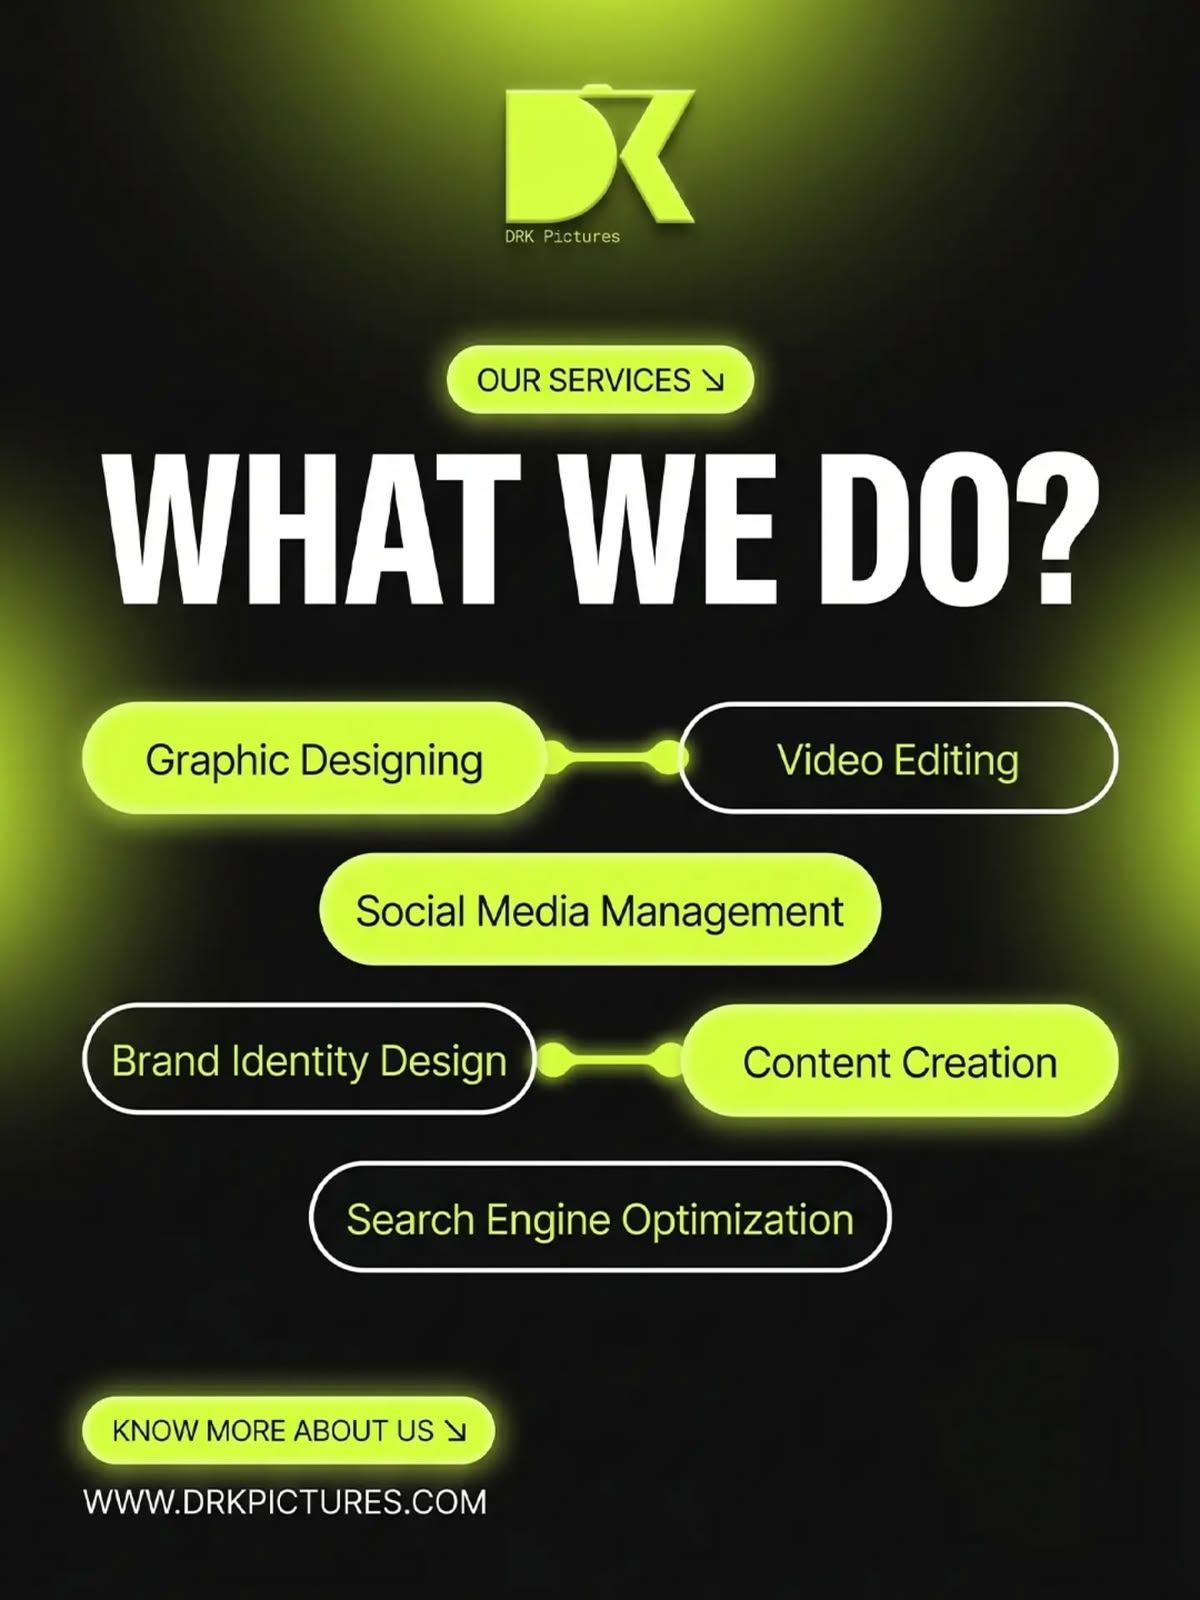 DK
DRK Pictures
OUR SERVICES ↘
WHAT WE DO?
Graphic Designing
Video Editing
Social Media Management
Brand Identity Design
Content Creation
Search Engine Optimization
KNOW MORE ABOUT US ↘
WWW.DRKPICTURES.COM